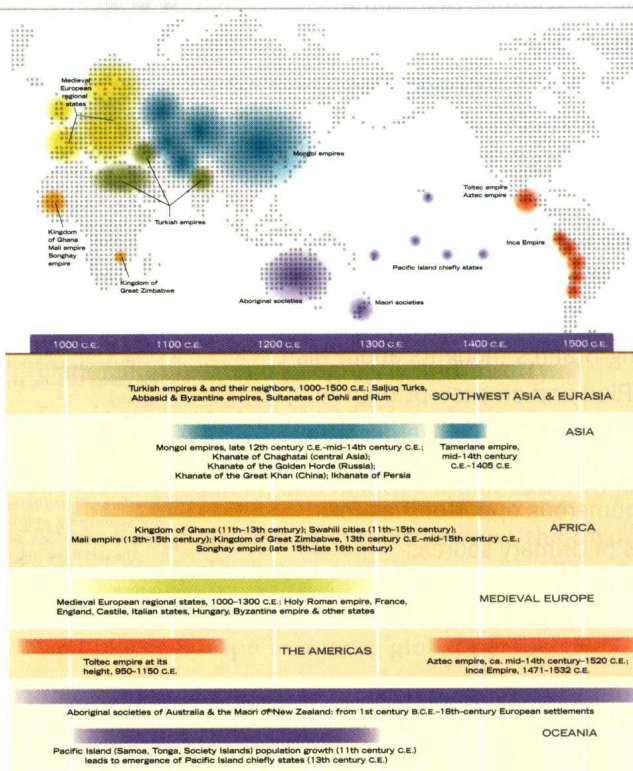 Medieval
European
regional
states
Mongol empires
Toltec empire
Aztec empire
Turkish empires
Inca Empire
Kingdom
of Ghana
Mali empire
Songhay
empire
Kingdom of
Great Zimbabwe
Pacific Island chiefly states
Aboriginal societies
Maori societies
1000 C.E.
1100 C.E.
1200 C.E.
1300 C.E.
1400 C.E.
1500 C.E.
Turkish empires & and their neighbors, 1000–1500 C.E.; Saljuq Turks,
Abbasid & Byzantine empires, Sultanates of Dehli and Rum
SOUTHWEST ASIA & EURASIA
Mongol empires, late 12th century C.E.–mid-14th century C.E.;
Khanate of Chaghatai (central Asia);
Khanate of the Golden Horde (Russia);
Khanate of the Great Khan (China); Ilkhanate of Persia
Tamerlane empire,
mid-14th century
C.E.–1405 C.E.
ASIA
Kingdom of Ghana (11th–13th century); Swahili cities (11th–15th century);
Mali empire (13th–15th century); Kingdom of Great Zimbabwe, 13th century C.E.–mid-15th century C.E.;
Songhay empire (late 15th–late 16th century)
AFRICA
Medieval European regional states, 1000–1300 C.E.: Holy Roman empire, France,
England, Castile, Italian states, Hungary, Byzantine empire & other states
MEDIEVAL EUROPE
Toltec empire at its
height, 950–1150 C.E.
THE AMERICAS
Aztec empire, ca. mid-14th century–1520 C.E.;
Inca Empire, 1471–1532 C.E.
Aboriginal societies of Australia & the Maori of New Zealand: from 1st century B.C.E.–18th-century European settlements
OCEANIA
Pacific Island (Samoa, Tonga, Society Islands) population growth (11th century C.E.)
leads to emergence of Pacific Island chiefly states (13th century C.E.)